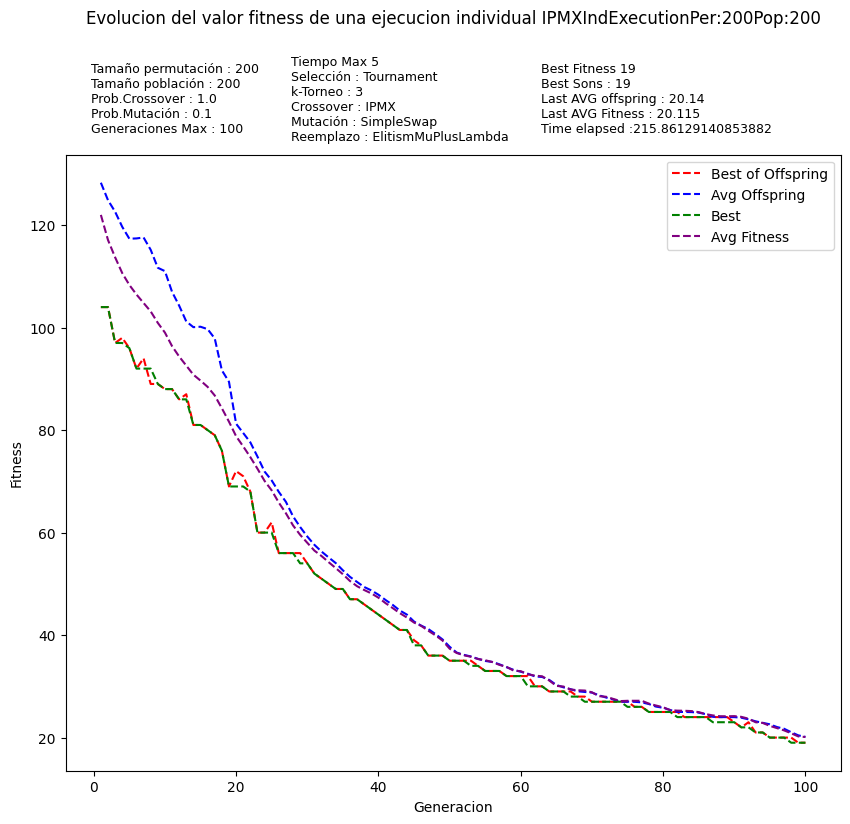 Evolucion del valor fitness de una ejecucion individual IPMXIndExecutionPer:200Pop:200
Tamaño permutación : 200
Tamaño población : 200
Prob.Crossover : 1.0
Prob.Mutación : 0.1
Generaciones Max : 100
Tiempo Max 5
Selección : Tournament
k-Torneo : 3
Crossover : IPMX
Mutación : SimpleSwap
Reemplazo : ElitismMuPlusLambda
Best Fitness 19
Best Sons : 19
Last AVG offspring : 20.14
Last AVG Fitness : 20.115
Time elapsed :215.86129140853882
Best of Offspring
Avg Offspring
Best
Avg Fitness
Fitness
120
100
80
60
40
20
0
20
40
60
80
100
Generacion